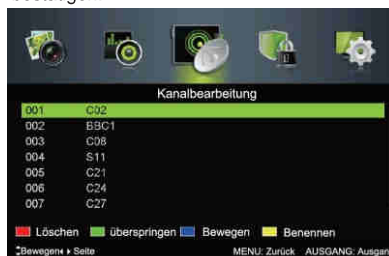 Kanalbearbeitung
001 C02
002 BBC1
003 C08
004 S11
005 C21
006 C24
007 C27
Löschen überspringen Bewegen Benennen
Bewegen Seite MENU: Zurück AUSGANG: Ausgan